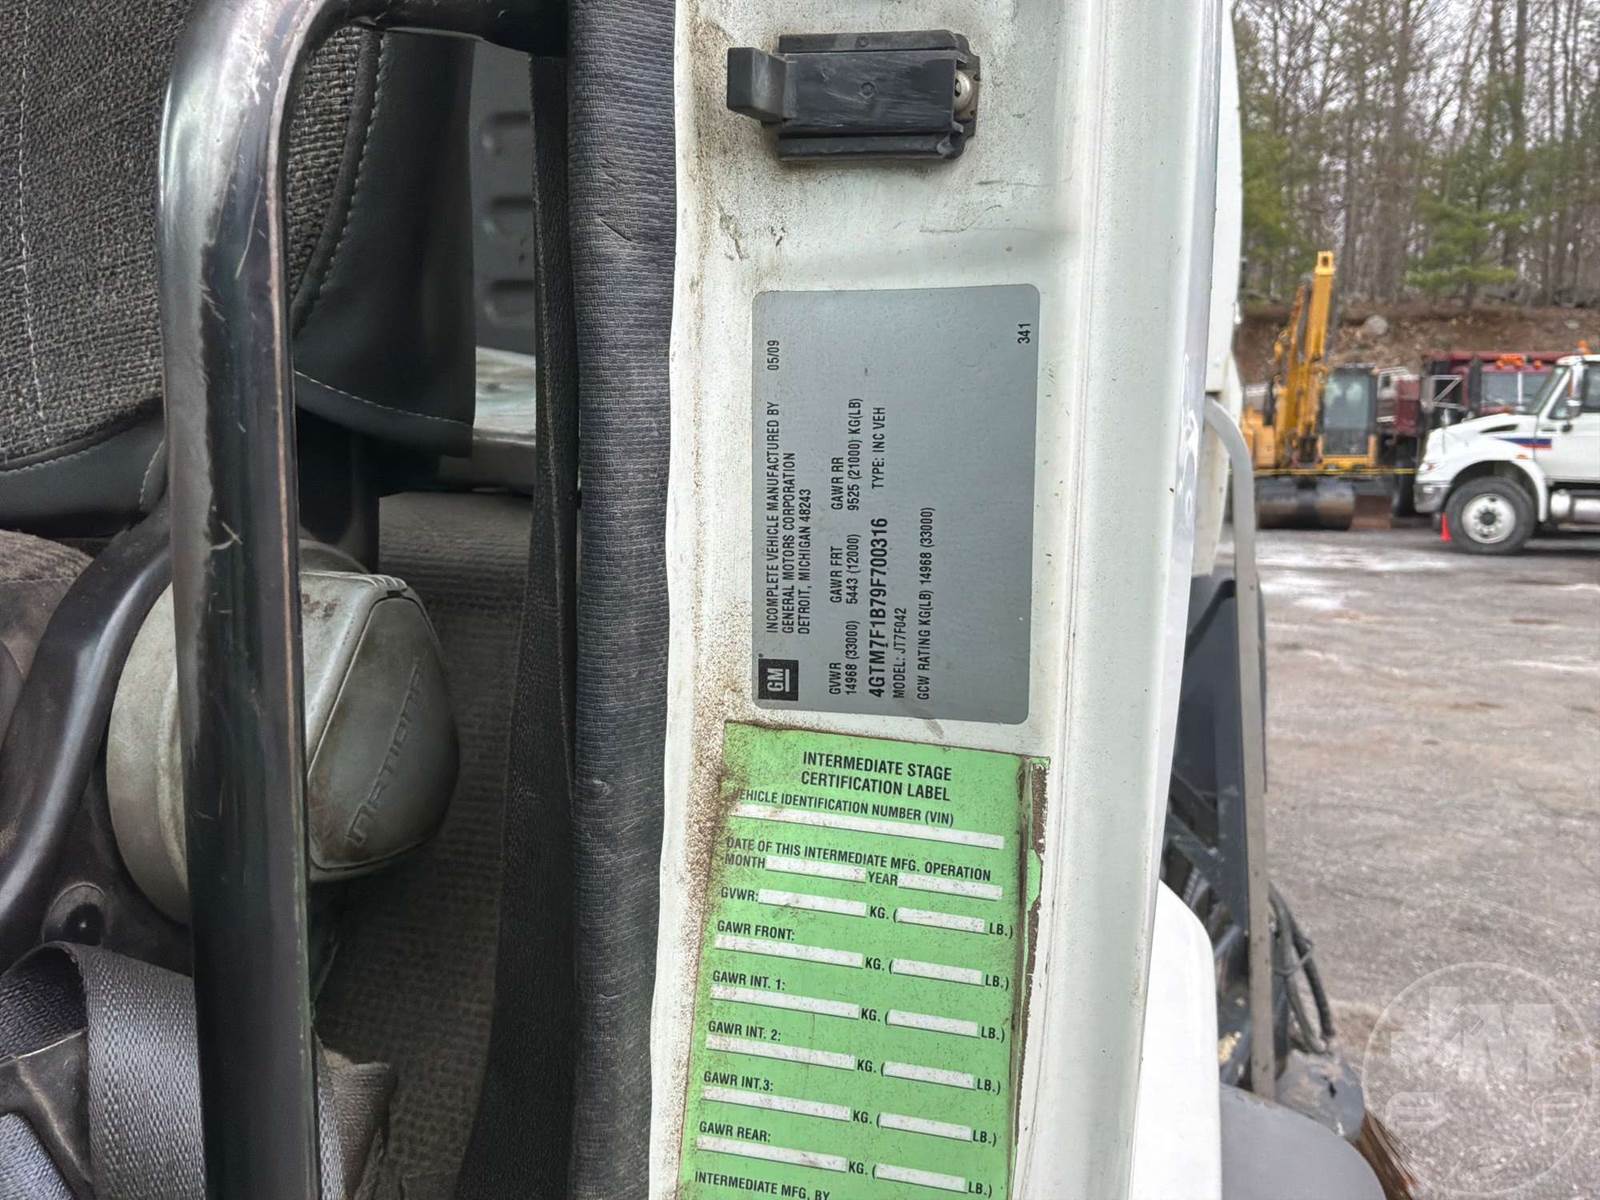 GM
INCOMPLETE VEHICLE MANUFACTURED BY 05/09
GENERAL MOTORS CORPORATION
DETROIT, MICHIGAN 48243
GVWR GAWR FRT GAWR RR
14968 (33000) 5443 (12000) 9525 (21000) KG(LB)
4GTM7F1B79F700316 TYPE: INC VEH
MODEL: JT7F042
GCW RATING KG(LB) 14968 (33000)
341
INTERMEDIATE STAGE
CERTIFICATION LABEL
VEHICLE IDENTIFICATION NUMBER (VIN)
DATE OF THIS INTERMEDIATE MFG. OPERATION
MONTH YEAR
GVWR: KG. ( LB.)
GAWR FRONT:
KG. ( LB.)
GAWR INT. 1:
KG. ( LB.)
GAWR INT. 2:
KG. ( LB.)
GAWR INT.3:
KG. ( LB.)
GAWR REAR:
KG. ( LB.)
INTERMEDIATE MFG. BY
NATIONAL